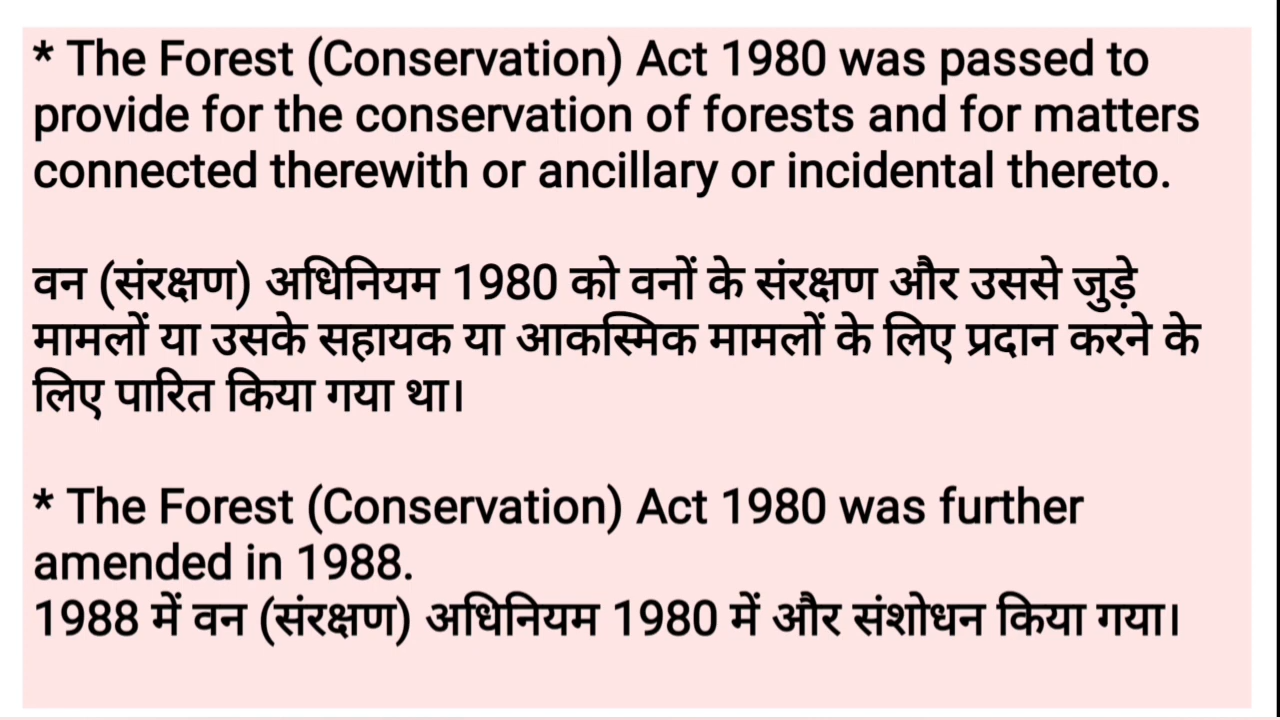 * The Forest (Conservation) Act 1980 was passed to
provide for the conservation of forests and for matters
connected therewith or ancillary or incidental thereto.
वन (संरक्षण) अधिनियम 1980 को वनों के संरक्षण और उससे जुड़े
मामलों या उसके सहायक या आकस्मिक मामलों के लिए प्रदान करने के
लिए पारित किया गया था।
* The Forest (Conservation) Act 1980 was further
amended in 1988.
1988 में वन (संरक्षण) अधिनियम 1980 में और संशोधन किया गया।